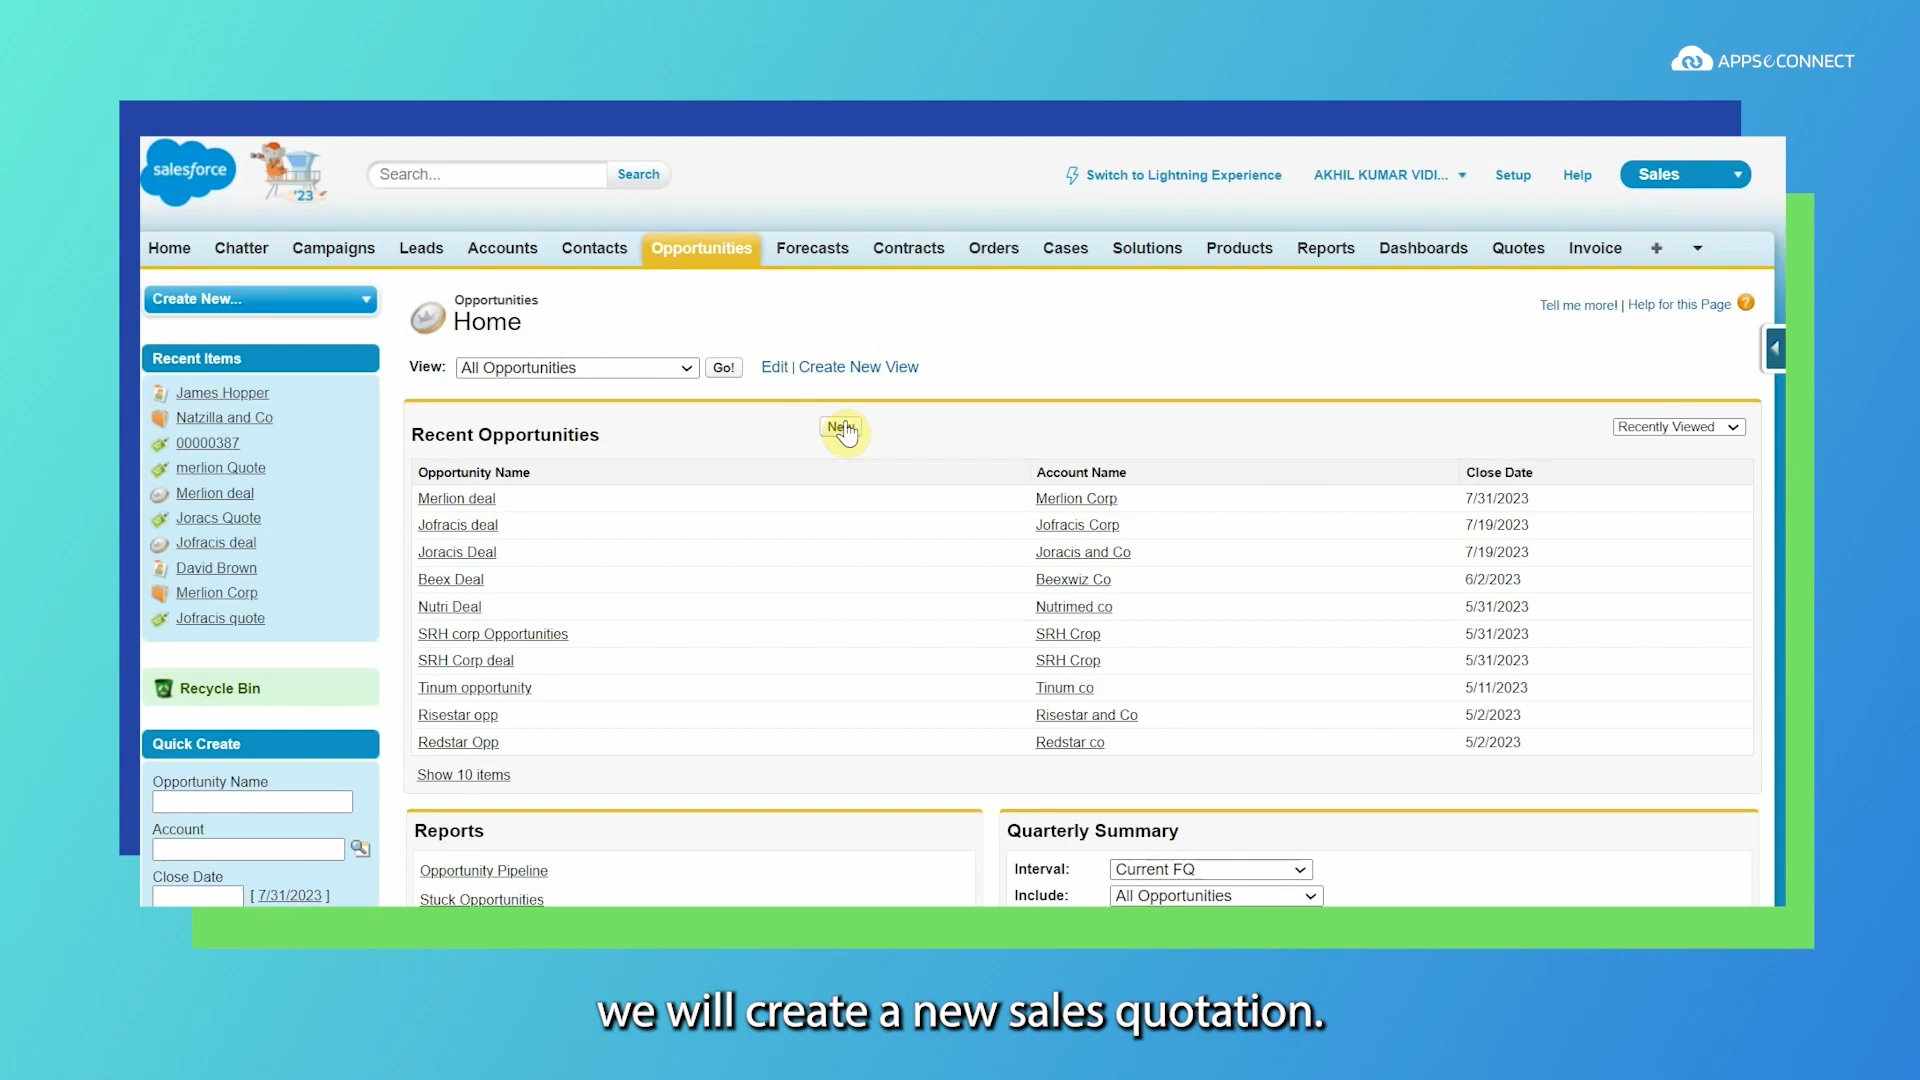 APPSeCONNECT
salesforce
'23
Search...
Search
Switch to Lightning Experience
AKHIL KUMAR VIDI...
Setup
Help
Sales
Home
Chatter
Campaigns
Leads
Accounts
Contacts
Opportunities
Forecasts
Contracts
Orders
Cases
Solutions
Products
Reports
Dashboards
Quotes
Invoice
+
Create New...
Recent Items
James Hopper
Natzilla and Co
00000387
merlion Quote
Merlion deal
Joracs Quote
Jofracis deal
David Brown
Merlion Corp
Jofracis quote
Recycle Bin
Quick Create
Opportunity Name
Account
Close Date
[ 7/31/2023 ]
Opportunities
Home
Tell me more! | Help for this Page ?
View: All Opportunities Go! Edit | Create New View
Recent Opportunities
New
Recently Viewed
Opportunity Name Account Name Close Date
Merlion deal Merlion Corp 7/31/2023
Jofracis deal Jofracis Corp 7/19/2023
Joracis Deal Joracis and Co 7/19/2023
Beex Deal Beexwiz Co 6/2/2023
Nutri Deal Nutrimed co 5/31/2023
SRH corp Opportunities SRH Crop 5/31/2023
SRH Corp deal SRH Crop 5/31/2023
Tinum opportunity Tinum co 5/11/2023
Risestar opp Risestar and Co 5/2/2023
Redstar Opp Redstar co 5/2/2023
Show 10 items
Reports
Opportunity Pipeline
Stuck Opportunities
Quarterly Summary
Interval: Current FQ
Include: All Opportunities
we will create a new sales quotation.